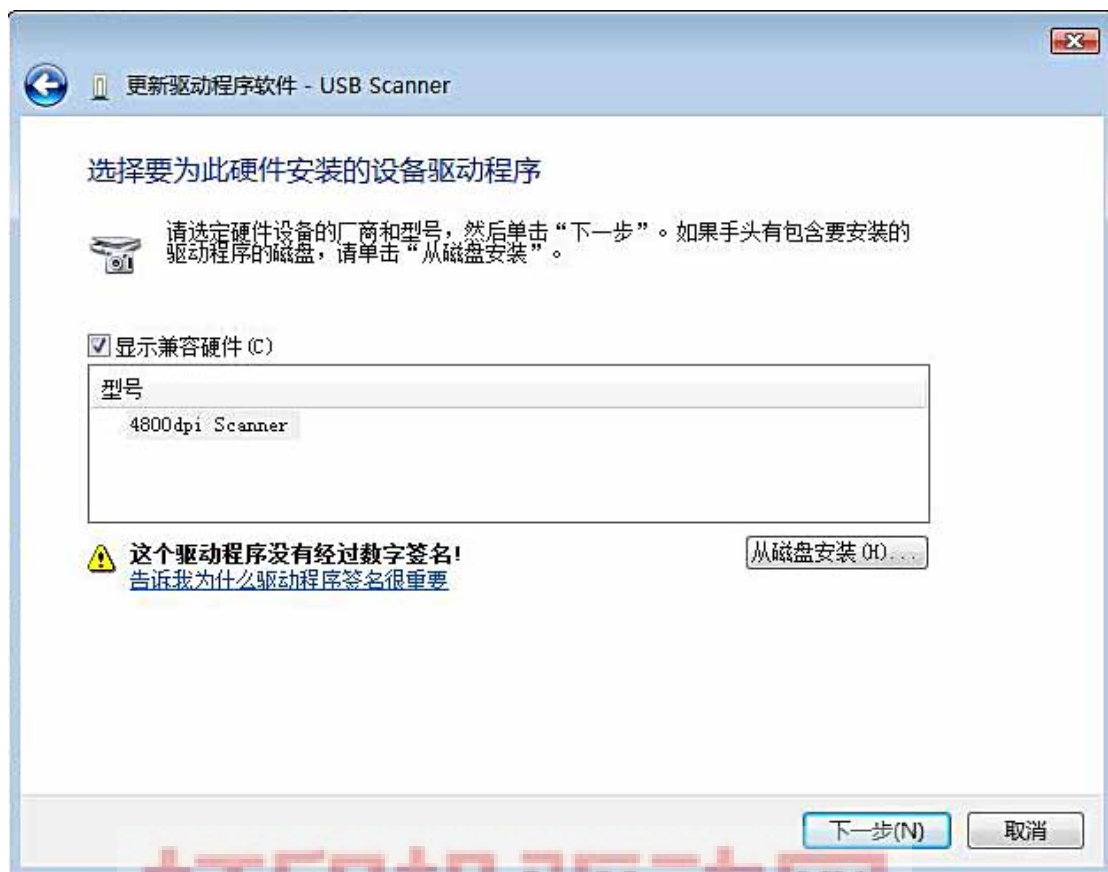 更新驱动程序软件 - USB Scanner
选择要为此硬件安装的设备驱动程序
请选定硬件设备的厂商和型号，然后单击“下一步”。如果手头有包含要安装的
驱动程序的磁盘，请单击“从磁盘安装”。
显示兼容硬件(C)
型号
4800dpi Scanner
这个驱动程序没有经过数字签名!
从磁盘安装(H)...
告诉我为什么驱动程序签名很重要
下一步(N)
取消